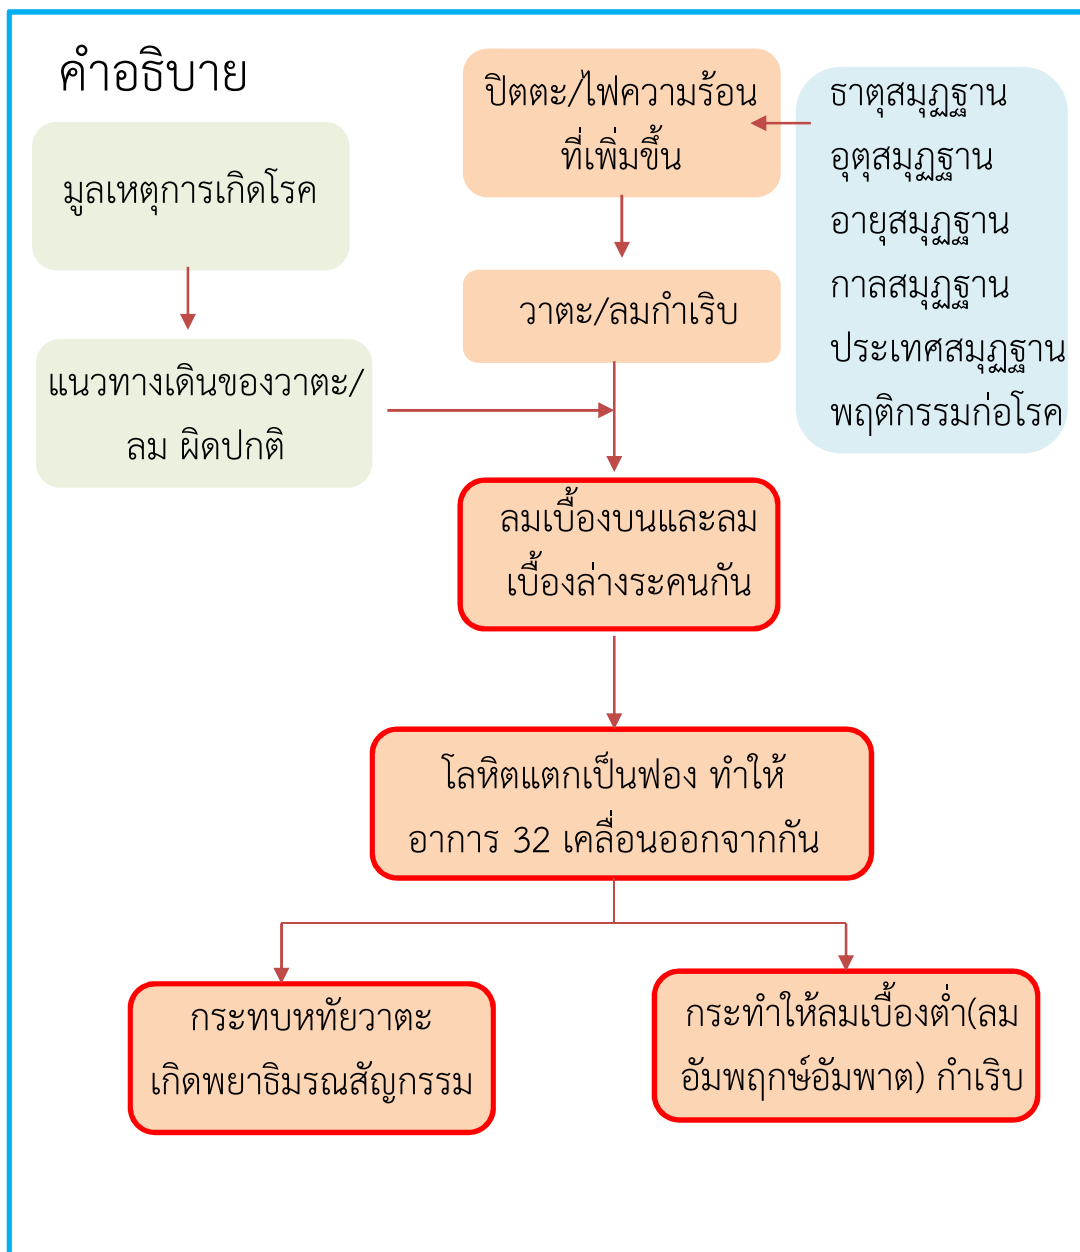 คำอธิบาย
มูลเหตุการเกิดโรค
แนวทางเดินของวาตะ/
ลม ผิดปกติ
ปิตตะ/ไฟความร้อน
ที่เพิ่มขึ้น
ธาตุสมุฏฐาน
อุตุสมุฏฐาน
อายุสมุฏฐาน
กาลสมุฏฐาน
ประเทศสมุฏฐาน
พฤติกรรมก่อโรค
วาตะ/ลมกำเริบ
ลมเบื้องบนและลม
เบื้องล่างระคนกัน
โลหิตแตกเป็นฟอง ทำให้
อาการ 32 เคลื่อนออกจากกัน
กระทบหทัยวาตะ
เกิดพยาธิมรณสัญกรรม
กระทำให้ลมเบื้องต่ำ(ลม
อัมพฤกษ์อัมพาต) กำเริบ